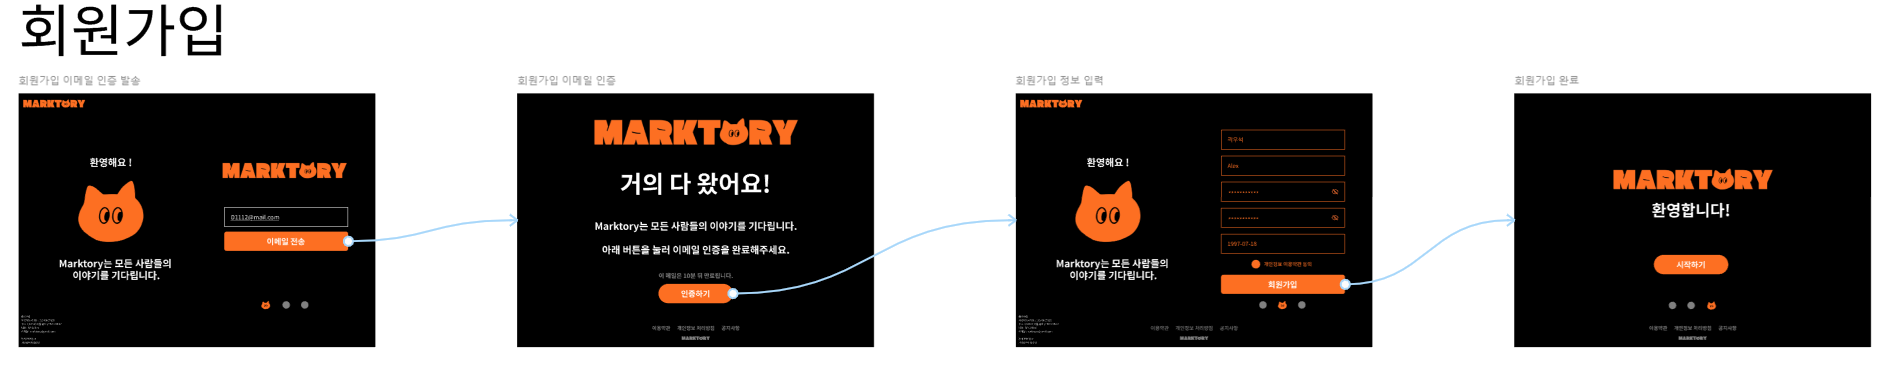 회원가입
회원가입 이메일 인증 발송
MARKTORY
환영해요 !
Marktory는 모든 사람들의
이야기를 기다립니다.
MARKTORY
01112@mail.com
이메일 전송
회원가입 이메일 인증
MARKTORY
거의 다 왔어요!
Marktory는 모든 사람들의 이야기를 기다립니다.
아래 버튼을 눌러 이메일 인증을 완료해주세요.
이 메일은 10분 뒤 만료됩니다.
인증하기
이용약관 개인정보 처리방침 공지사항
MARKTORY
회원가입 정보 입력
MARKTORY
환영해요 !
Marktory는 모든 사람들의
이야기를 기다립니다.
곽우석
Alex
1997-07-18
개인정보 이용약관 동의
회원가입
이용약관 개인정보 처리방침 공지사항
MARKTORY
회원가입 완료
MARKTORY
환영합니다!
시작하기
이용약관 개인정보 처리방침 공지사항
MARKTORY